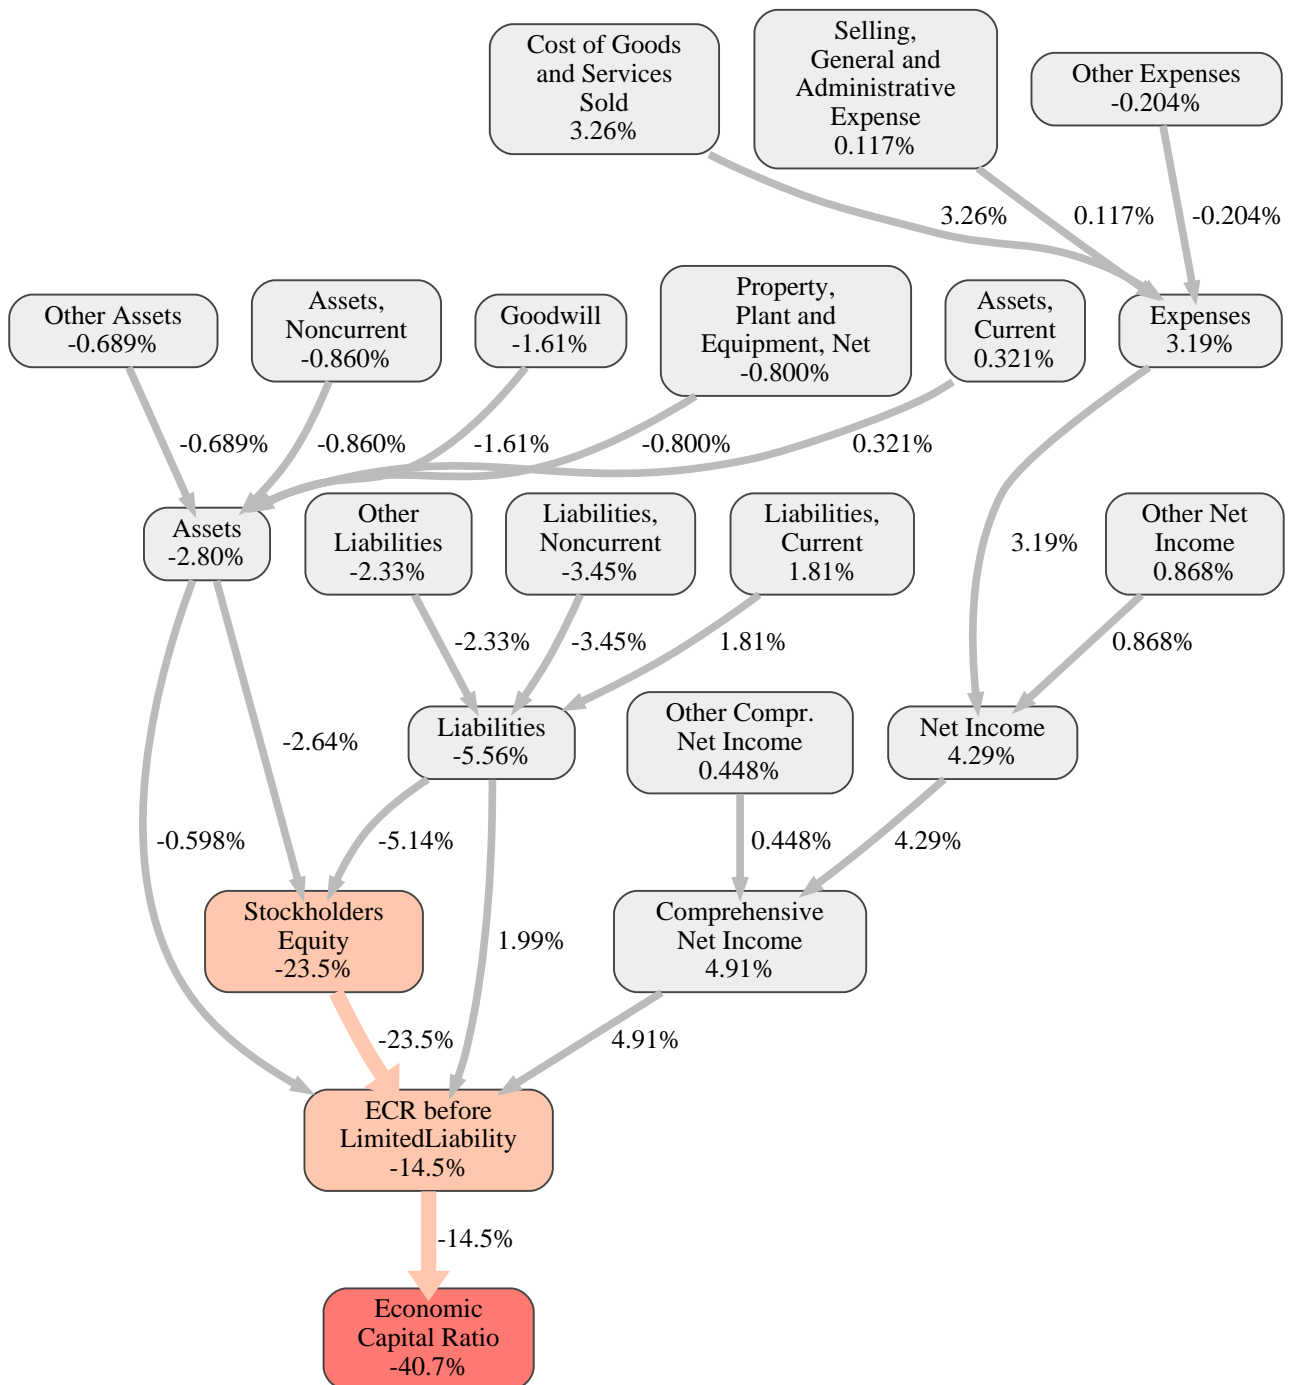 Cost of Goods
and Services
Sold
3.26%
Selling,
General and
Administrative
Expense
0.117%
Other Expenses
-0.204%
3.26%
0.117%
-0.204%
Other Assets
-0.689%
Assets,
Noncurrent
-0.860%
Goodwill
-1.61%
Property,
Plant and
Equipment, Net
-0.800%
Assets,
Current
0.321%
Expenses
3.19%
-0.689%
-0.860%
-1.61%
-0.800%
0.321%
3.19%
Assets
-2.80%
Other
Liabilities
-2.33%
Liabilities,
Noncurrent
-3.45%
Liabilities,
Current
1.81%
Other Net
Income
0.868%
-2.33%
-3.45%
1.81%
0.868%
-2.64%
Liabilities
-5.56%
Other Compr.
Net Income
0.448%
Net Income
4.29%
-0.598%
-5.14%
0.448%
4.29%
Stockholders
Equity
-23.5%
1.99%
Comprehensive
Net Income
4.91%
-23.5%
4.91%
ECR before
LimitedLiability
-14.5%
-14.5%
Economic
Capital Ratio
-40.7%